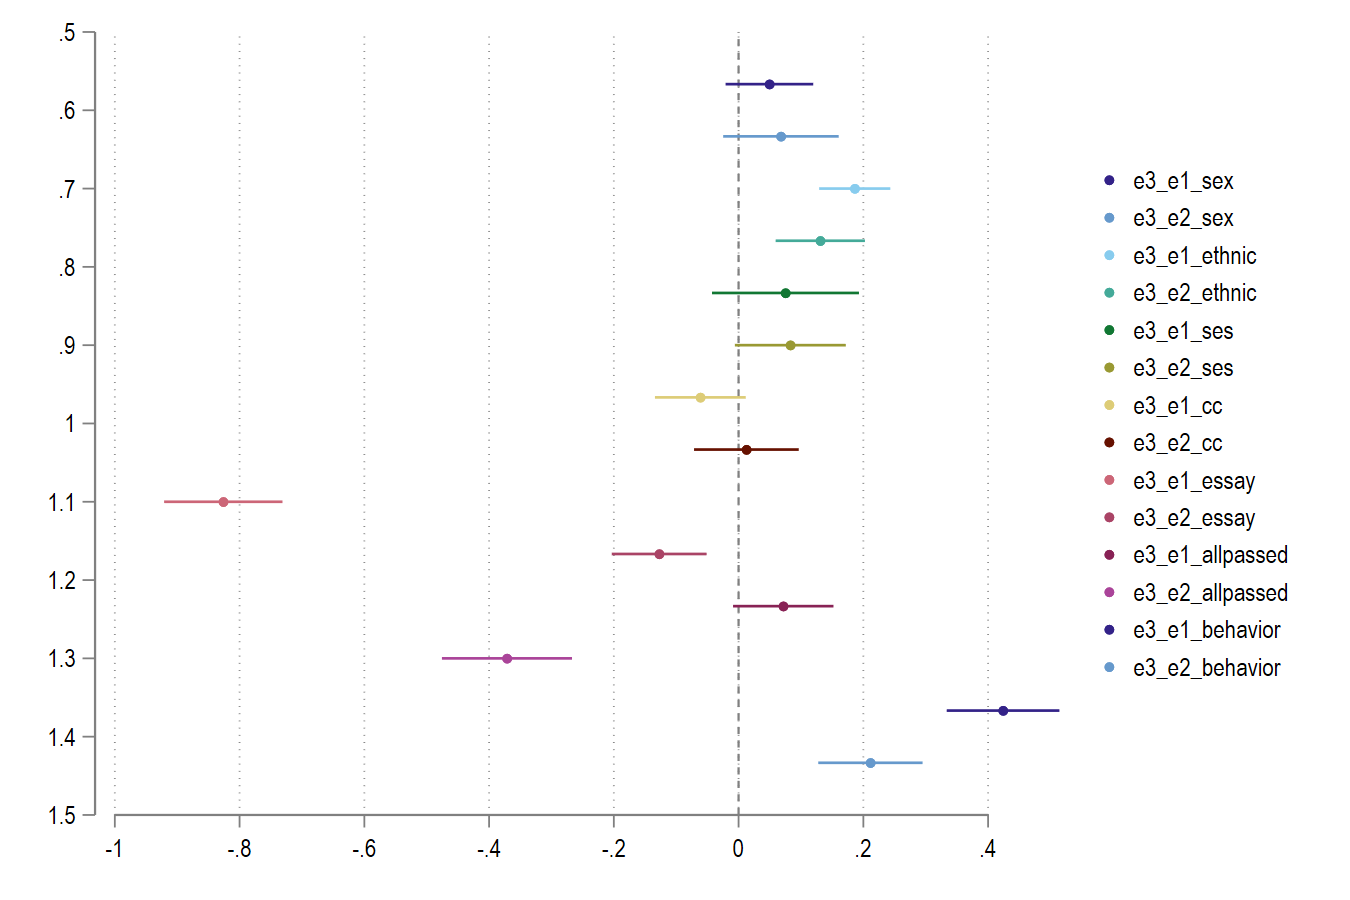 .5
.6
.7
.8
.9
1
1.1
1.2
1.3
1.4
1.5
-1 -.8 -.6 -.4 -.2 0 .2 .4
e3_e1_sex
e3_e2_sex
e3_e1_ethnic
e3_e2_ethnic
e3_e1_ses
e3_e2_ses
e3_e1_cc
e3_e2_cc
e3_e1_essay
e3_e2_essay
e3_e1_allpassed
e3_e2_allpassed
e3_e1_behavior
e3_e2_behavior